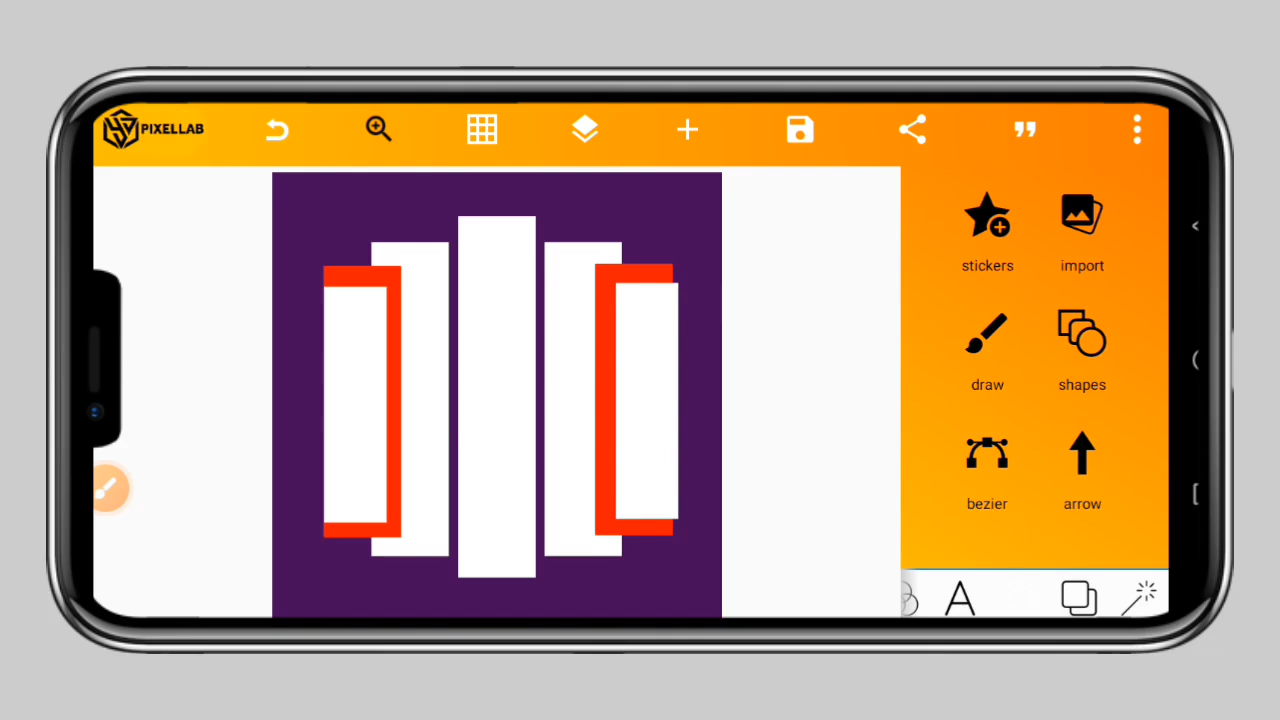 PIXELLAB
stickers
import
draw
shapes
bezier
arrow
A